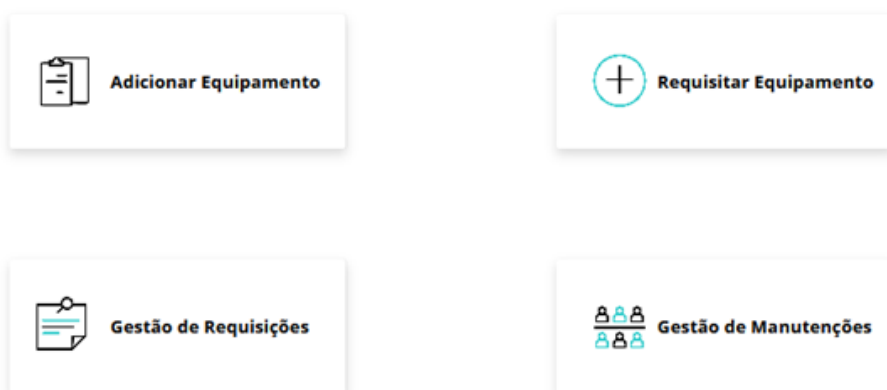 Adicionar Equipamento
Requisitar Equipamento
Gestão de Requisições
Gestão de Manutenções